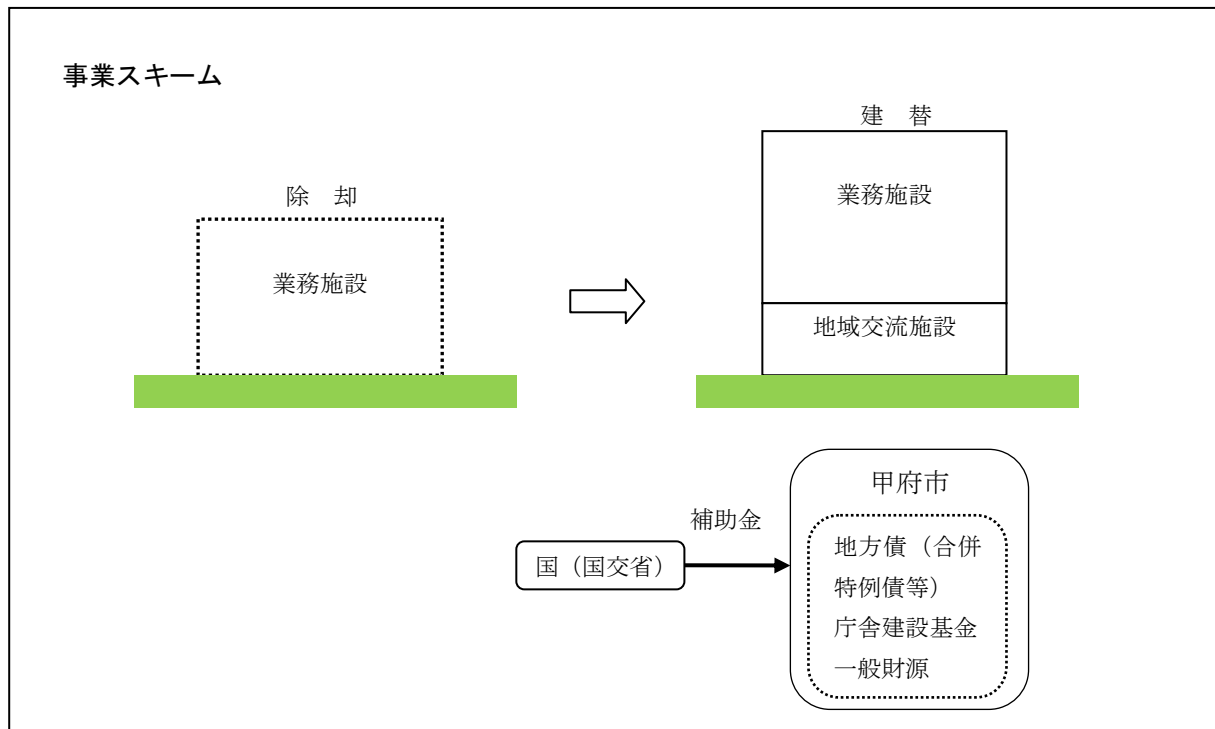 事業スキーム
建　替
除　却
業務施設
業務施設
地域交流施設
甲府市
補助金
国（国交省）
地方債（合併
特例債等）
庁舎建設基金
一般財源